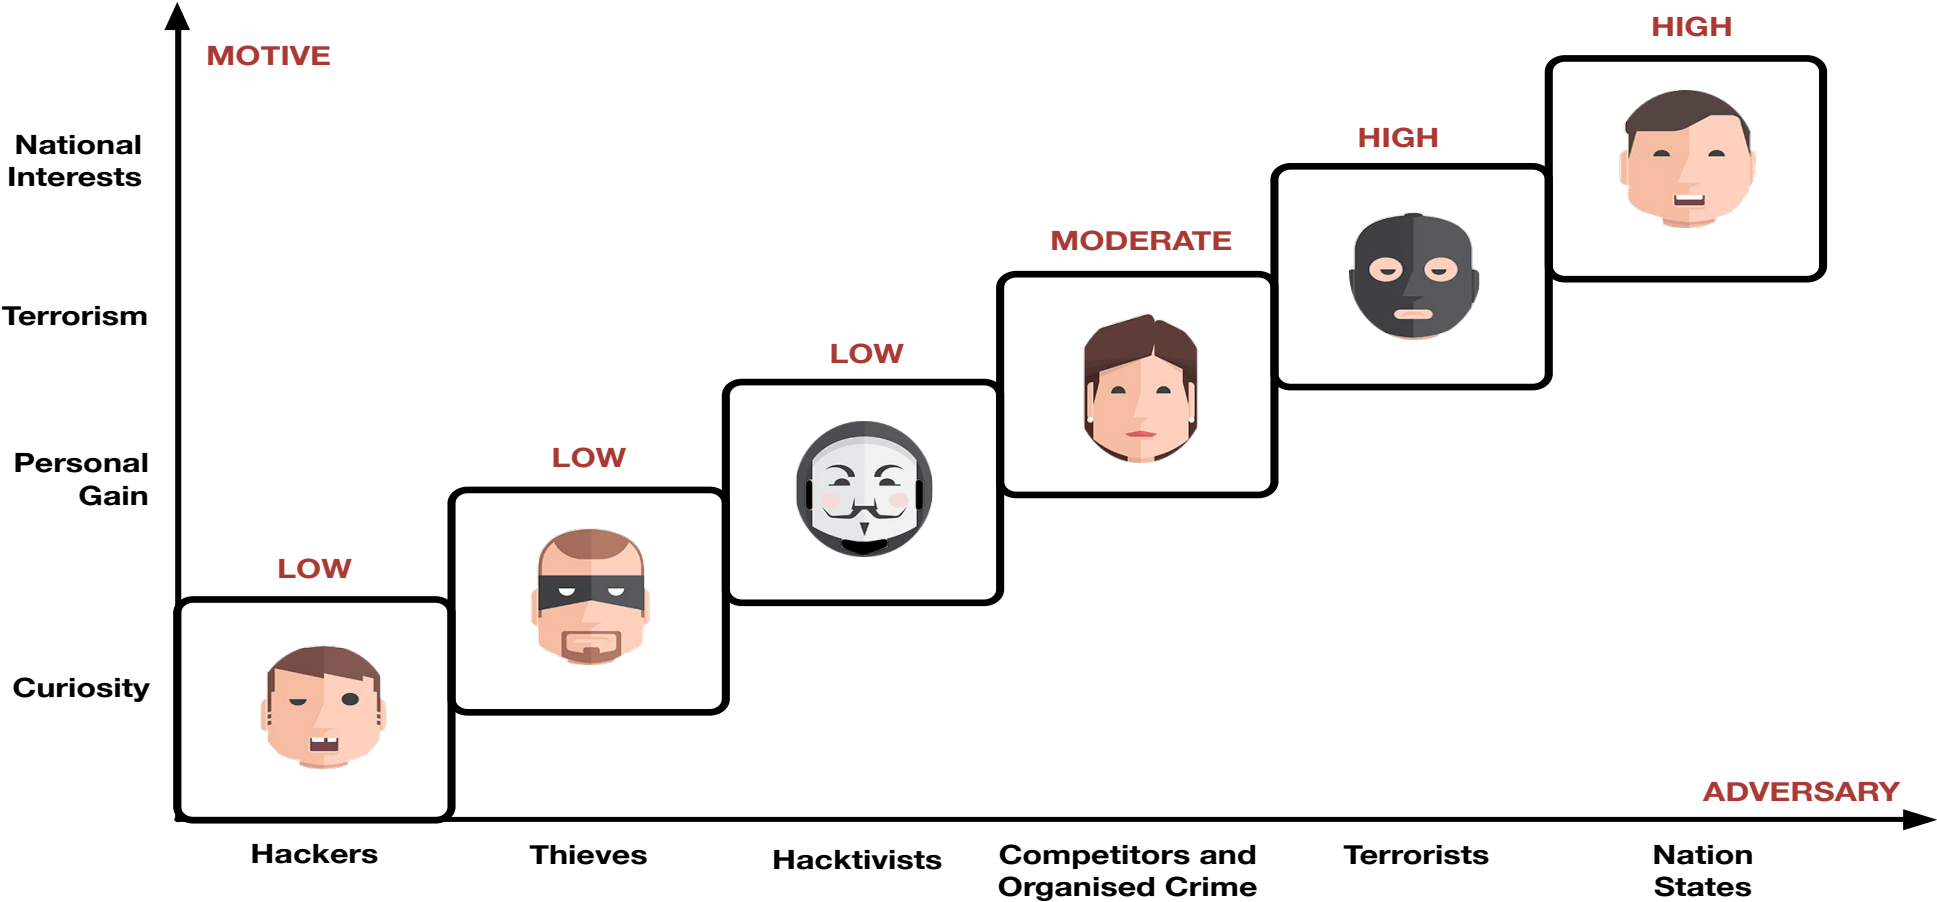 HIGH
MOTIVE
HIGH
National
Interests
MODERATE
Terrorism
LOW
Personal
Gain
LOW
LOW
Curiosity
ADVERSARY
Hackers
Thieves
Hacktivists
Competitors and
Organised Crime
Terrorists
Nation
States